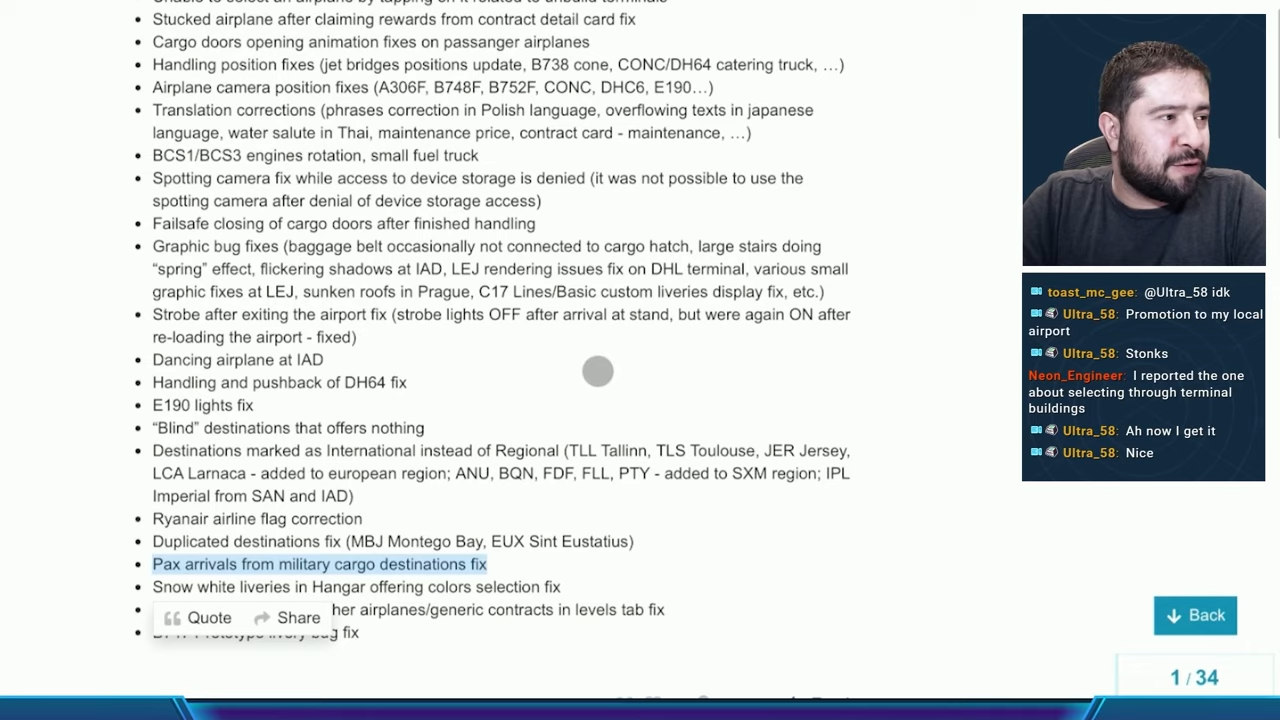 Stucked airplane after claiming rewards from contract detail card fix
Cargo doors opening animation fixes on passanger airplanes
Handling position fixes (jet bridges positions update, B738 cone, CONC/DH64 catering truck, …)
Airplane camera position fixes (A306F, B748F, B752F, CONC, DHC6, E190…)
Translation corrections (phrases correction in Polish language, overflowing texts in japanese
language, water salute in Thai, maintenance price, contract card - maintenance, …)
BCS1/BCS3 engines rotation, small fuel truck
Spotting camera fix while access to device storage is denied (it was not possible to use the
spotting camera after denial of device storage access)
Failsafe closing of cargo doors after finished handling
Graphic bug fixes (baggage belt occasionally not connected to cargo hatch, large stairs doing
“spring” effect, flickering shadows at IAD, LEJ rendering issues fix on DHL terminal, various small
graphic fixes at LEJ, sunken roofs in Prague, C17 Lines/Basic custom liveries display fix, etc.)
Strobe after exiting the airport fix (strobe lights OFF after arrival at stand, but were again ON after
re-loading the airport - fixed)
Dancing airplane at IAD
Handling and pushback of DH64 fix
E190 lights fix
“Blind” destinations that offers nothing
Destinations marked as International instead of Regional (TLL Tallinn, TLS Toulouse, JER Jersey,
LCA Larnaca - added to european region; ANU, BQN, FDF, FLL, PTY - added to SXM region; IPL
Imperial from SAN and IAD)
Ryanair airline flag correction
Duplicated destinations fix (MBJ Montego Bay, EUX Sint Eustatius)
Pax arrivals from military cargo destinations fix
Snow white liveries in Hangar offering colors selection fix
her airplanes/generic contracts in levels tab fix
Quote Share
fix
toast_mc_gee: @Ultra_58 idk
Ultra_58: Promotion to my local
airport
Ultra_58: Stonks
Neon_Engineer: I reported the one
about selecting through terminal
buildings
Ultra_58: Ah now I get it
Ultra_58: Nice
Back
1 / 34